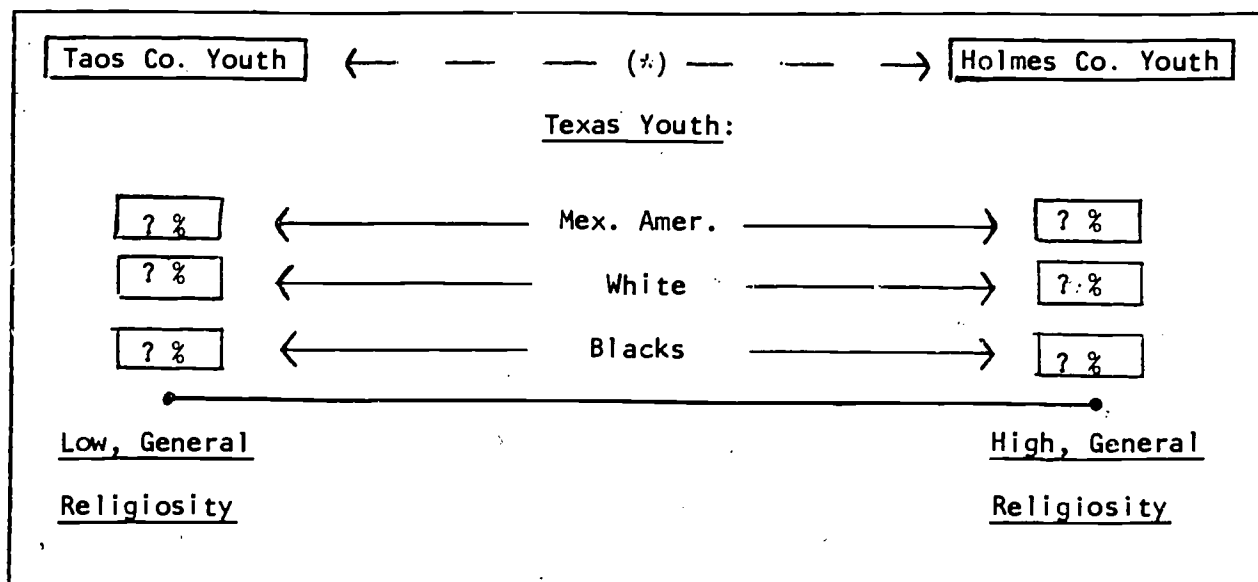 Taos Co. Youth (*) Holmes Co. Youth
Texas Youth:
? % Mex. Amer. ? %
? % White ? %
? % Blacks ? %
Low, General High, General
Religiosity Religiosity